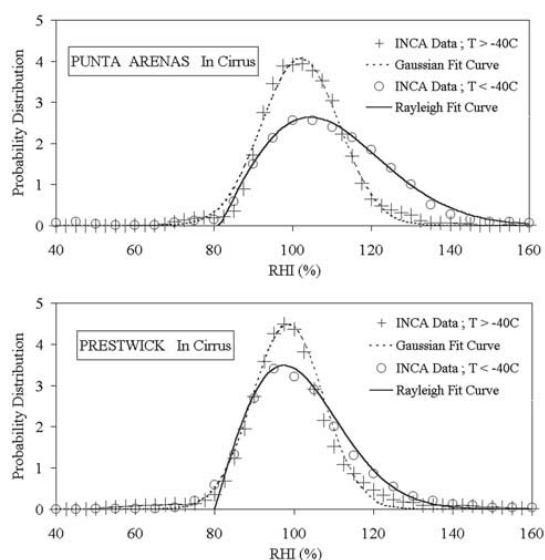 5
4
3
2
1
0
Probability Distribution
PUNTA ARENAS In Cirrus
INCA Data ; T > -40C
Gaussian Fit Curve
INCA Data ; T < -40C
Rayleigh Fit Curve
40 60 80 100 120 140 160
RHI (%)
5
4
3
2
1
0
Probability Distribution
PRESTWICK In Cirrus
INCA Data ; T > -40C
Gaussian Fit Curve
INCA Data ; T < -40C
Rayleigh Fit Curve
40 60 80 100 120 140 160
RHI (%)